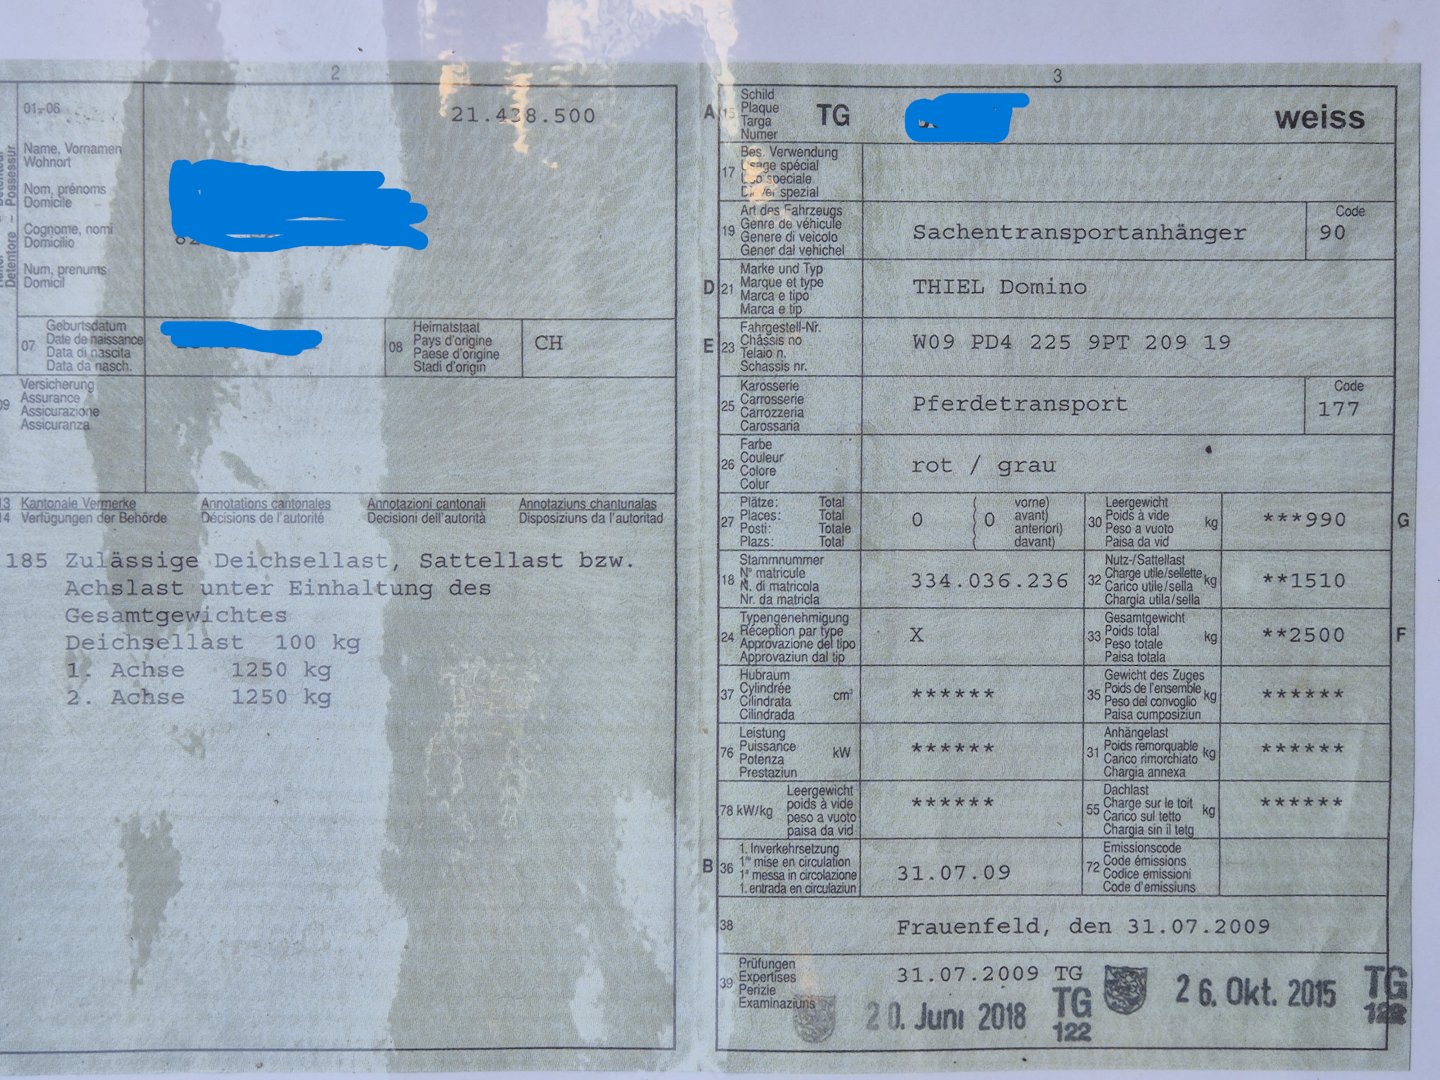 2
01-06
21.438.500
Name, Vornamen
Wohnort
Nom, prénoms
Domicile
Cognome, nomi
Domicilio
Num, prenums
Domicil
Detentore – Possessur
07
Geburtsdatum
Date de naissance
Data di nascita
Data da nasch.
08
Heimatstaat
Pays d'origine
Paese d'origine
Stadi d'origin
CH
09
Versicherung
Assurance
Assicurazione
Assicuranza
13 Kantonale Vermerke Annotations cantonales Annotazioni cantonali Annotaziuns chantunalas
14 Verfügungen der Behörde Décisions de l'autorité Decisioni dell'autorità Disposiziuns da l'autoritad
185 Zulässige Deichsellast, Sattellast bzw.
Achslast unter Einhaltung des
Gesamtgewichtes
Deichsellast 100 kg
1. Achse 1250 kg
2. Achse 1250 kg
3
A 15
Schild
Plaque
Targa
Numer
TG
weiss
17
Bes. Verwendung
Usage spécial
Uso speciale
Diever spezial
19
Art des Fahrzeugs
Genre de véhicule
Genere di veicolo
Gener dal vehichel
Sachentransportanhänger
Code
90
D 21
Marke und Typ
Marque et type
Marca e tipo
Marca e tip
THIEL Domino
E 23
Fahrgestell-Nr.
Châssis no
Telaio n.
Schassis nr.
W09 PD4 225 9PT 209 19
25
Karosserie
Carrosserie
Carrozzeria
Carossaria
Pferdetransport
Code
177
26
Farbe
Couleur
Colore
Colur
rot / grau
27
Plätze: Total
Places: Total
Posti: Totale
Plazs: Total
0 ( 0
vorne)
avant)
anteriori)
davant)
30
Leergewicht
Poids à vide
Peso a vuoto
Paisa da vid
kg
***990
G
18
Stammnummer
N° matricule
N. di matricola
Nr. da matricla
334.036.236
32
Nutz-/Sattellast
Charge utile/sellette
Carico utile/sella
Chargia utila/sella
kg
**1510
24
Typengenehmigung
Réception par type
Approvazione del tipo
Approvaziun dal tip
X
33
Gesamtgewicht
Poids total
Peso totale
Paisa totala
kg
**2500
F
37
Hubraum
Cylindrée
Cilindrata
Cilindrada
cm³
******
35
Gewicht des Zuges
Poids de l'ensemble
Peso del convoglio
Paisa cumposiziun
kg
******
76
Leistung
Puissance
Potenza
Prestaziun
kW
******
31
Anhängelast
Poids remorquable
Carico rimorchiato
Chargia annexa
kg
******
78 kW/kg
Leergewicht
poids à vide
peso a vuoto
paisa da vid
******
55
Dachlast
Charge sur le toit
Carico sul tetto
Chargia sin il tetg
kg
******
B 36
1. Inverkehrsetzung
1re mise en circulation
1a messa in circolazione
1. entrada en circulaziun
31.07.09
72
Emissionscode
Code émissions
Codice emissioni
Code d'emissiuns
38
Frauenfeld, den 31.07.2009
39
Prüfungen
Expertises
Perizie
Examinaziuns
31.07.2009 TG
20. Juni 2018
TG
122
26. Okt. 2015
TG
122